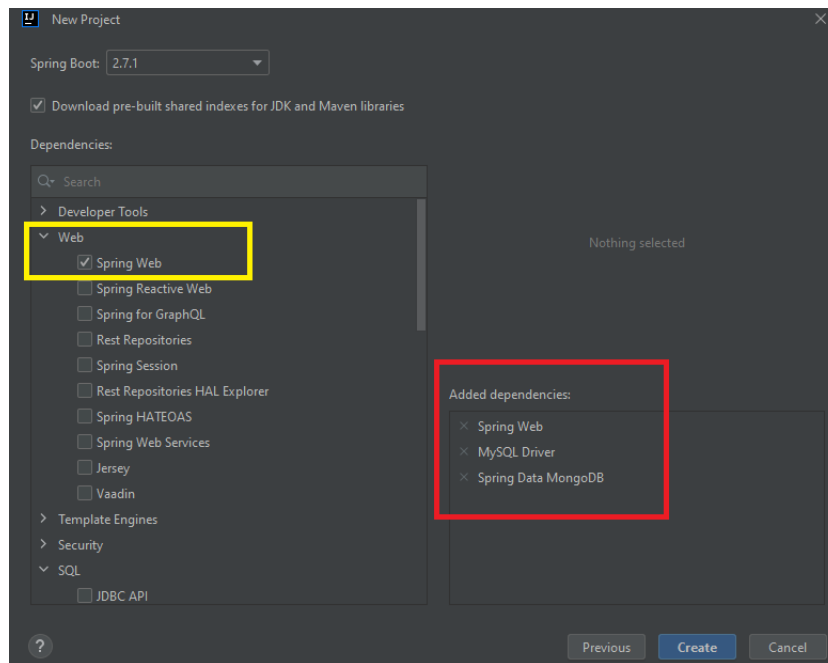 IJ New Project
Spring Boot: 2.7.1
Download pre-built shared indexes for JDK and Maven libraries
Dependencies:
Search
Developer Tools
Web
Spring Web
Spring Reactive Web
Spring for GraphQL
Rest Repositories
Spring Session
Rest Repositories HAL Explorer
Spring HATEOAS
Spring Web Services
Jersey
Vaadin
Template Engines
Security
SQL
JDBC API
Nothing selected
Added dependencies:
Spring Web
MySQL Driver
Spring Data MongoDB
? Previous Create Cancel